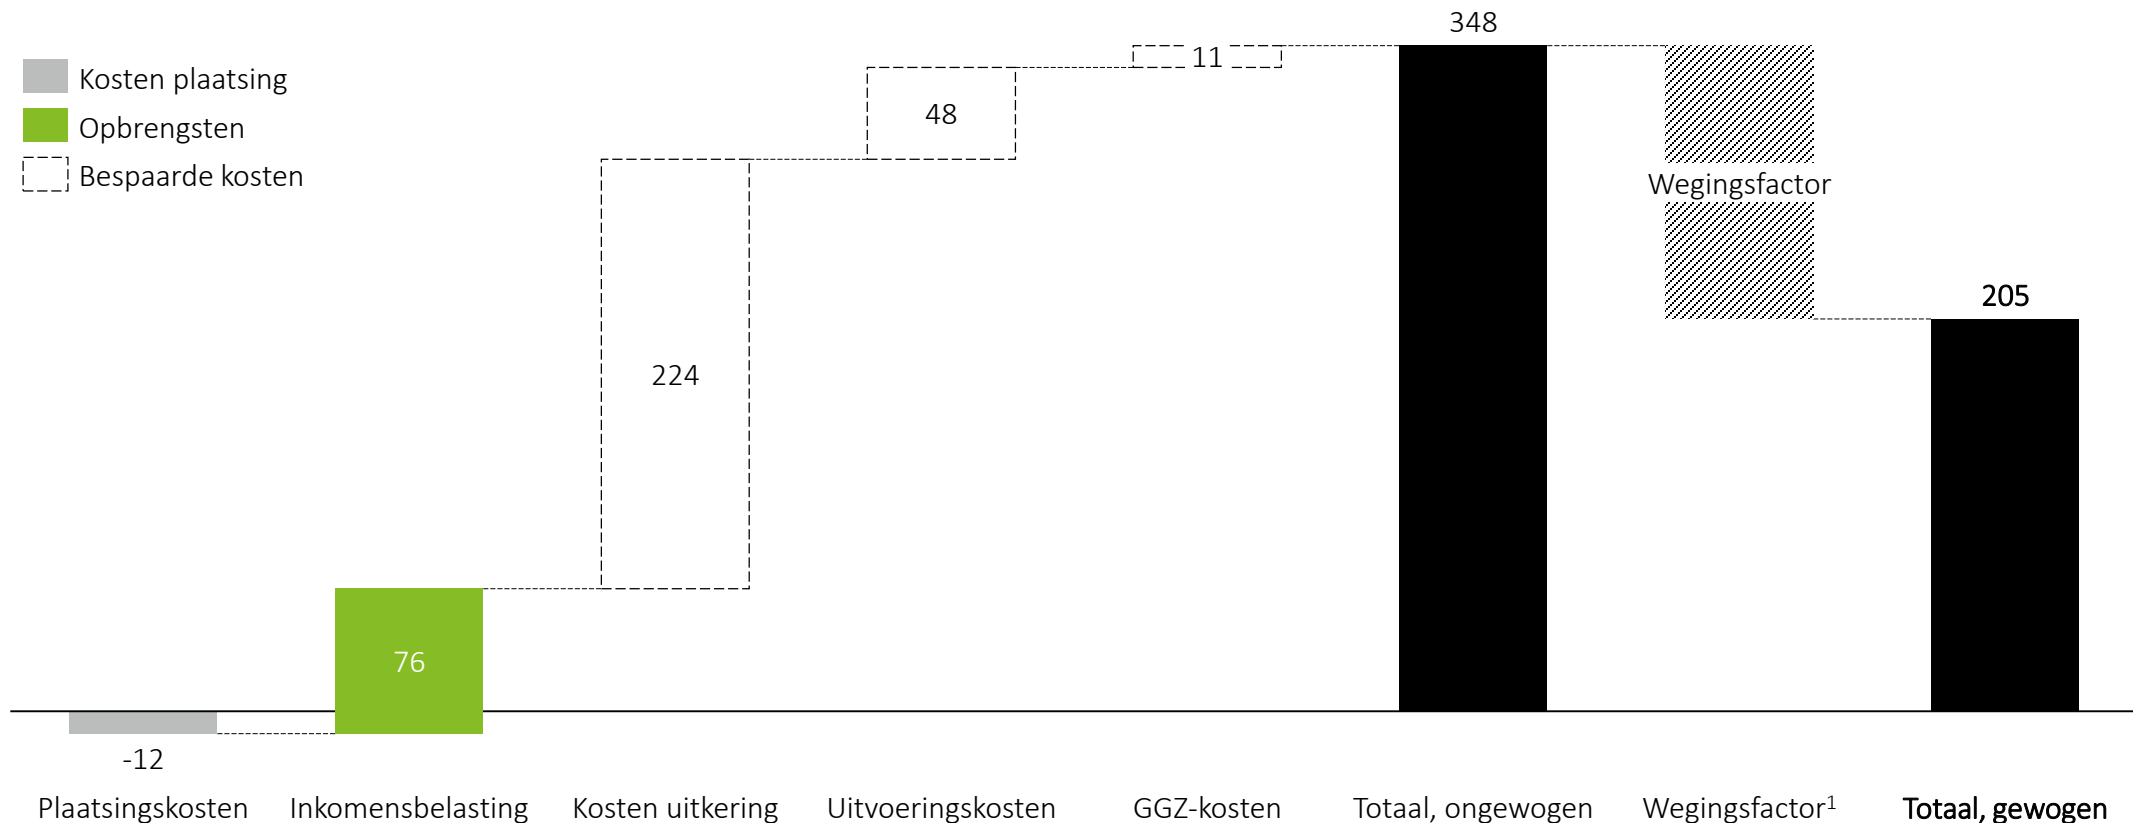 348
Kosten plaatsing
Opbrengsten
Bespaarde kosten
11
48
Wegingsfactor
205
224
76
-12
Plaatsingskosten
Inkomensbelasting
Kosten uitkering
Uitvoeringskosten
GGZ-kosten
Totaal, ongewogen
Wegingsfactor¹
Totaal, gewogen